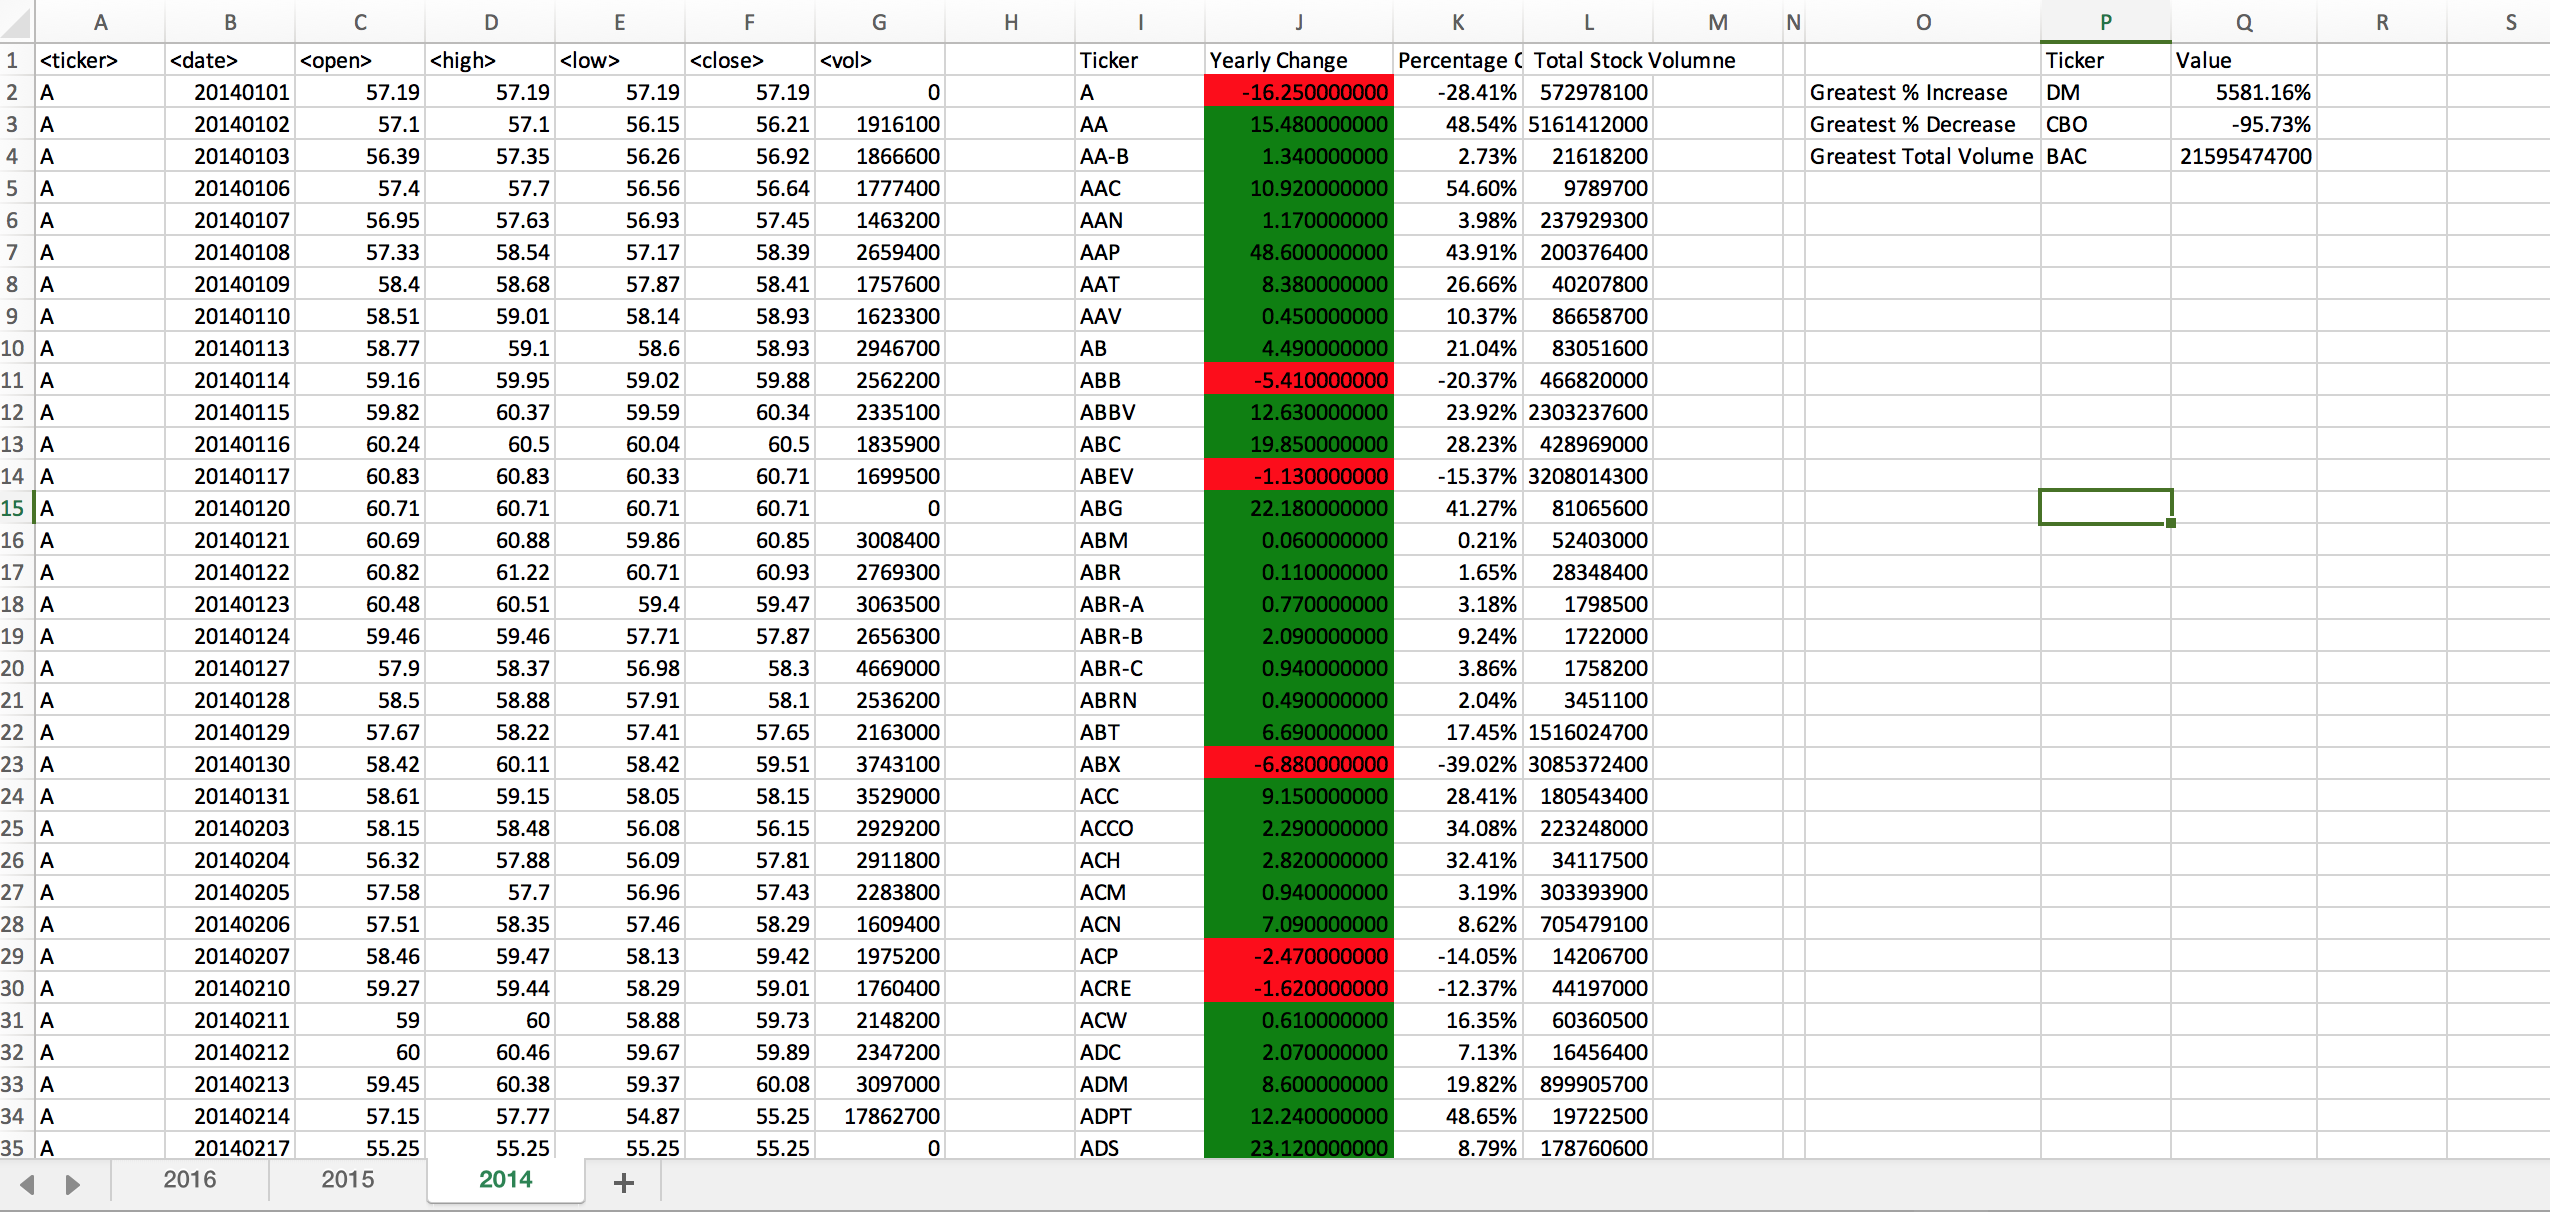 A B C D E F G H I J K L M N O P Q R S
1 <ticker> <date> <open> <high> <low> <close> <vol> Ticker Yearly Change Percentage C Total Stock Volumne Ticker Value
2 A 20140101 57.19 57.19 57.19 57.19 0 A -16.250000000 -28.41% 572978100 Greatest % Increase DM 5581.16%
3 A 20140102 57.1 57.1 56.15 56.21 1916100 AA 15.480000000 48.54% 5161412000 Greatest % Decrease CBO -95.73%
4 A 20140103 56.39 57.35 56.26 56.92 1866600 AA-B 1.340000000 2.73% 21618200 Greatest Total Volume BAC 21595474700
5 A 20140106 57.4 57.7 56.56 56.64 1777400 AAC 10.920000000 54.60% 9789700
6 A 20140107 56.95 57.63 56.93 57.45 1463200 AAN 1.170000000 3.98% 237929300
7 A 20140108 57.33 58.54 57.17 58.39 2659400 AAP 48.600000000 43.91% 200376400
8 A 20140109 58.4 58.68 57.87 58.41 1757600 AAT 8.380000000 26.66% 40207800
9 A 20140110 58.51 59.01 58.14 58.93 1623300 AAV 0.450000000 10.37% 86658700
10 A 20140113 58.77 59.1 58.6 58.93 2946700 AB 4.490000000 21.04% 83051600
11 A 20140114 59.16 59.95 59.02 59.88 2562200 ABB -5.410000000 -20.37% 466820000
12 A 20140115 59.82 60.37 59.59 60.34 2335100 ABBV 12.630000000 23.92% 2303237600
13 A 20140116 60.24 60.5 60.04 60.5 1835900 ABC 19.850000000 28.23% 428969000
14 A 20140117 60.83 60.83 60.33 60.71 1699500 ABEV -1.130000000 -15.37% 3208014300
15 A 20140120 60.71 60.71 60.71 60.71 0 ABG 22.180000000 41.27% 81065600
16 A 20140121 60.69 60.88 59.86 60.85 3008400 ABM 0.060000000 0.21% 52403000
17 A 20140122 60.82 61.22 60.71 60.93 2769300 ABR 0.110000000 1.65% 28348400
18 A 20140123 60.48 60.51 59.4 59.47 3063500 ABR-A 0.770000000 3.18% 1798500
19 A 20140124 59.46 59.46 57.71 57.87 2656300 ABR-B 2.090000000 9.24% 1722000
20 A 20140127 57.9 58.37 56.98 58.3 4669000 ABR-C 0.940000000 3.86% 1758200
21 A 20140128 58.5 58.88 57.91 58.1 2536200 ABRN 0.490000000 2.04% 3451100
22 A 20140129 57.67 58.22 57.41 57.65 2163000 ABT 6.690000000 17.45% 1516024700
23 A 20140130 58.42 60.11 58.42 59.51 3743100 ABX -6.880000000 -39.02% 3085372400
24 A 20140131 58.61 59.15 58.05 58.15 3529000 ACC 9.150000000 28.41% 180543400
25 A 20140203 58.15 58.48 56.08 56.15 2929200 ACCO 2.290000000 34.08% 223248000
26 A 20140204 56.32 57.88 56.09 57.81 2911800 ACH 2.820000000 32.41% 34117500
27 A 20140205 57.58 57.7 56.96 57.43 2283800 ACM 0.940000000 3.19% 303393900
28 A 20140206 57.51 58.35 57.46 58.29 1609400 ACN 7.090000000 8.62% 705479100
29 A 20140207 58.46 59.47 58.13 59.42 1975200 ACP -2.470000000 -14.05% 14206700
30 A 20140210 59.27 59.44 58.29 59.01 1760400 ACRE -1.620000000 -12.37% 44197000
31 A 20140211 59 60 58.88 59.73 2148200 ACW 0.610000000 16.35% 60360500
32 A 20140212 60 60.46 59.67 59.89 2347200 ADC 2.070000000 7.13% 16456400
33 A 20140213 59.45 60.38 59.37 60.08 3097000 ADM 8.600000000 19.82% 899905700
34 A 20140214 57.15 57.77 54.87 55.25 17862700 ADPT 12.240000000 48.65% 19722500
35 A 20140217 55.25 55.25 55.25 55.25 0 ADS 23.120000000 8.79% 178760600
2016 2015 2014 +